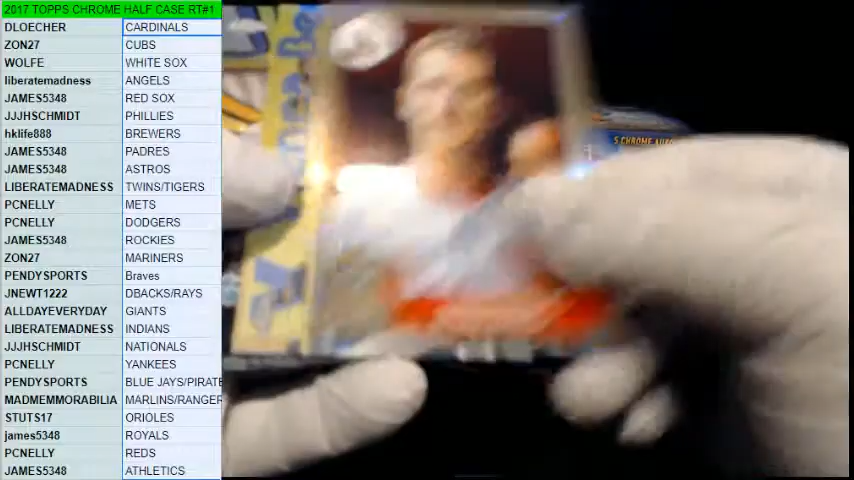 2017 TOPPS CHROME HALF CASE RT#1
DLOECHER CARDINALS
ZON27 CUBS
WOLFE WHITE SOX
liberatemadness ANGELS
JAMES5348 RED SOX
JJJHSCHMIDT PHILLIES
hklife888 BREWERS
JAMES5348 PADRES
JAMES5348 ASTROS
LIBERATEMADNESS TWINS/TIGERS
PCNELLY METS
PCNELLY DODGERS
JAMES5348 ROCKIES
ZON27 MARINERS
PENDYSPORTS Braves
JNEWT1222 DBACKS/RAYS
ALLDAYEVERYDAY GIANTS
LIBERATEMADNESS INDIANS
JJJHSCHMIDT NATIONALS
PCNELLY YANKEES
PENDYSPORTS BLUE JAYS/PIRATE
MADMEMMORABILIA MARLINS/RANGER
STUTS17 ORIOLES
james5348 ROYALS
PCNELLY REDS
JAMES5348 ATHLETICS
5 CHROME